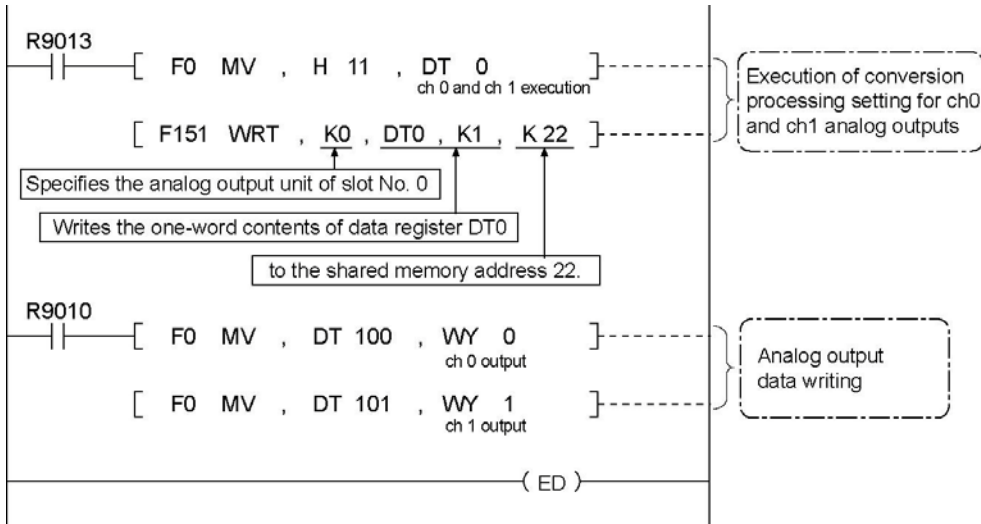 R9013
[ F0 MV , H 11 , DT 0 ]
ch 0 and ch 1 execution
Execution of conversion
processing setting for ch0
and ch1 analog outputs
[ F151 WRT , K0 , DT0 , K1 , K 22 ]
Specifies the analog output unit of slot No. 0
Writes the one-word contents of data register DT0
to the shared memory address 22.
R9010
[ F0 MV , DT 100 , WY 0 ]
ch 0 output
Analog output
data writing
[ F0 MV , DT 101 , WY 1 ]
ch 1 output
( ED )